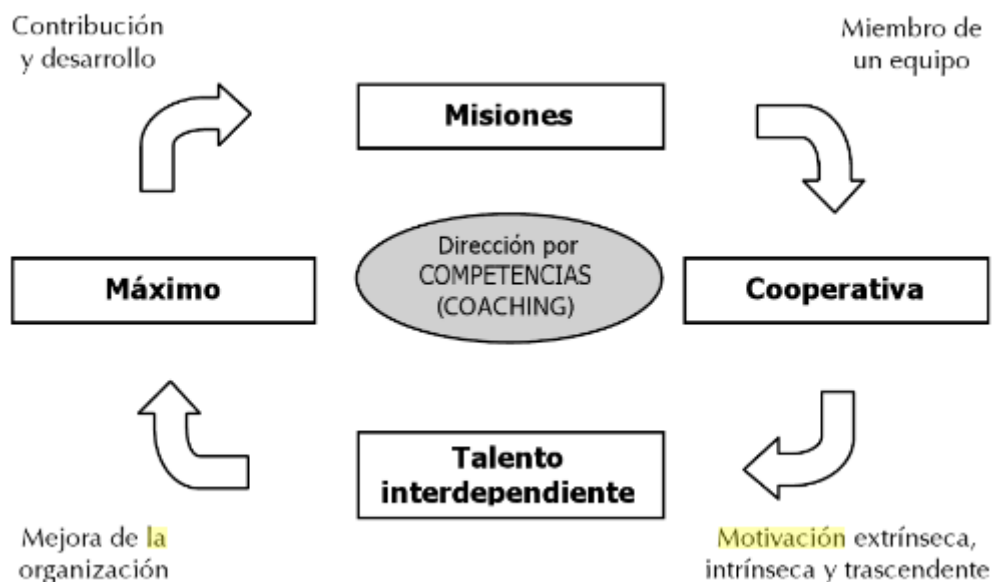 Contribución
y desarrollo
Miembro de
un equipo
Misiones
Dirección por
COMPETENCIAS
(COACHING)
Máximo
Cooperativa
Talento
interdependiente
Mejora de la
organización
Motivación extrínseca,
intrínseca y trascendente